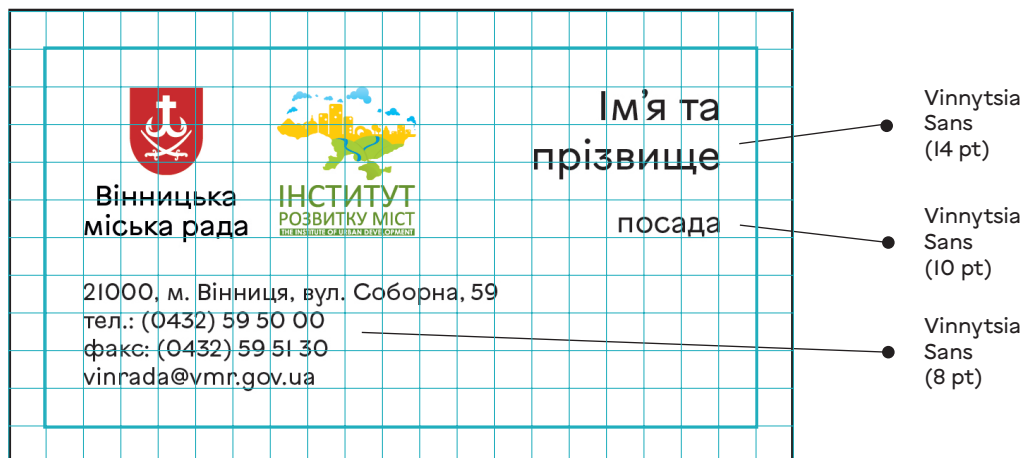 Вінницька
міська рада
ІНСТИТУТ
РОЗВИТКУ МІСТ
THE INSTITUTE OF URBAN DEVELOPMENT
Ім’я та
прізвище
посада
21000, м. Вінниця, вул. Соборна, 59
тел.: (0432) 59 50 00
факс: (0432) 59 51 30
vinrada@vmr.gov.ua
Vinnytsia
Sans
(14 pt)
Vinnytsia
Sans
(10 pt)
Vinnytsia
Sans
(8 pt)